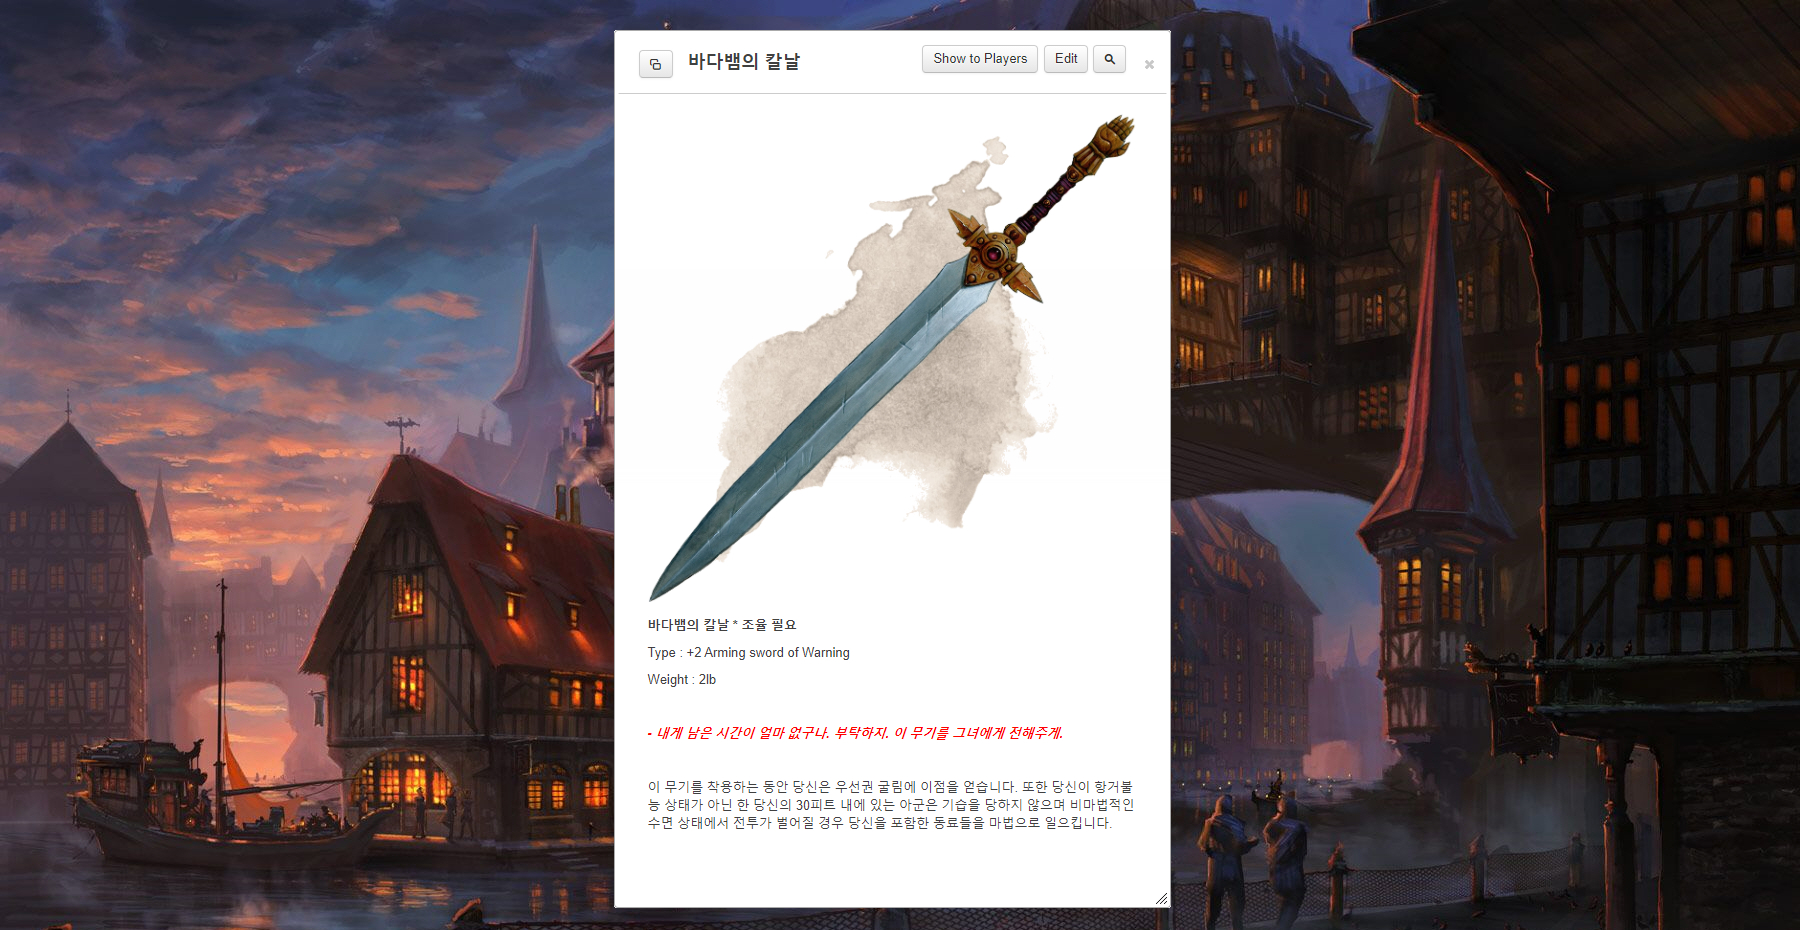 바다뱀의 칼날
Show to Players
Edit
바다뱀의 칼날 * 조율 필요
Type : +2 Arming sword of Warning
Weight : 2lb
- 내게 남은 시간이 얼마 없구나. 부탁하지. 이 무기를 그녀에게 전해주게.
이 무기를 착용하는 동안 당신은 우선권 굴림에 이점을 얻습니다. 또한 당신이 항거불
능 상태가 아닌 한 당신의 30피트 내에 있는 아군은 기습을 당하지 않으며 비마법적인
수면 상태에서 전투가 벌어질 경우 당신을 포함한 동료들을 마법으로 일으킵니다.